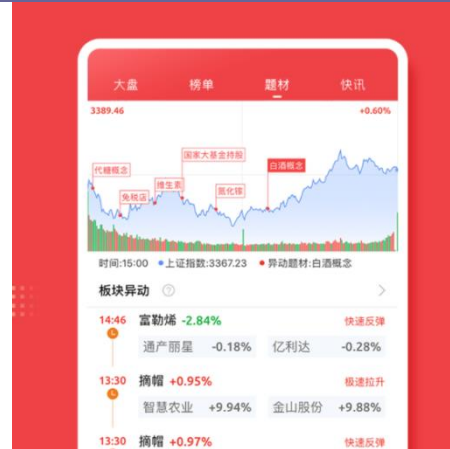 大盘 榜单 题材 快讯
3389.46 +0.60%
国家大基金持股
代糖概念 白酒概念
维生素
免税店 氮化镓
时间:15:00 上证指数:3367.23 异动题材:白酒概念
板块异动
14:46 富勒烯 -2.84% 快速反弹
通产丽星 -0.18% 亿利达 -0.28%
13:30 摘帽 +0.95% 极速拉升
智慧农业 +9.94% 金山股份 +9.88%
13:30 摘帽 +0.97% 快速反弹